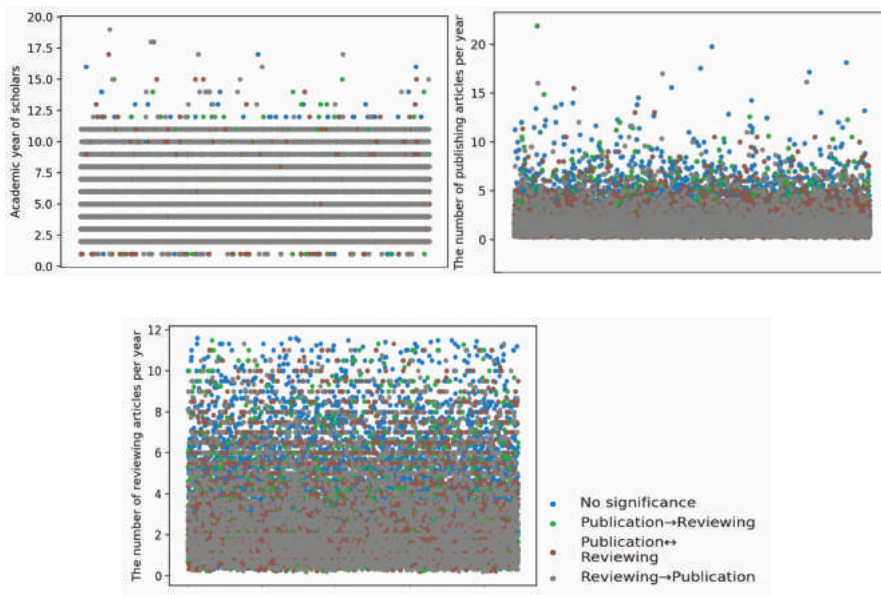 Academic year of scholars
20.0
17.5
15.0
12.5
10.0
7.5
5.0
2.5
0.0
The number of publishing articles per year
20
15
10
5
0
The number of reviewing articles per year
12
10
8
6
4
2
0
No significance
Publication→Reviewing
Publication↔
Reviewing
Reviewing→Publication